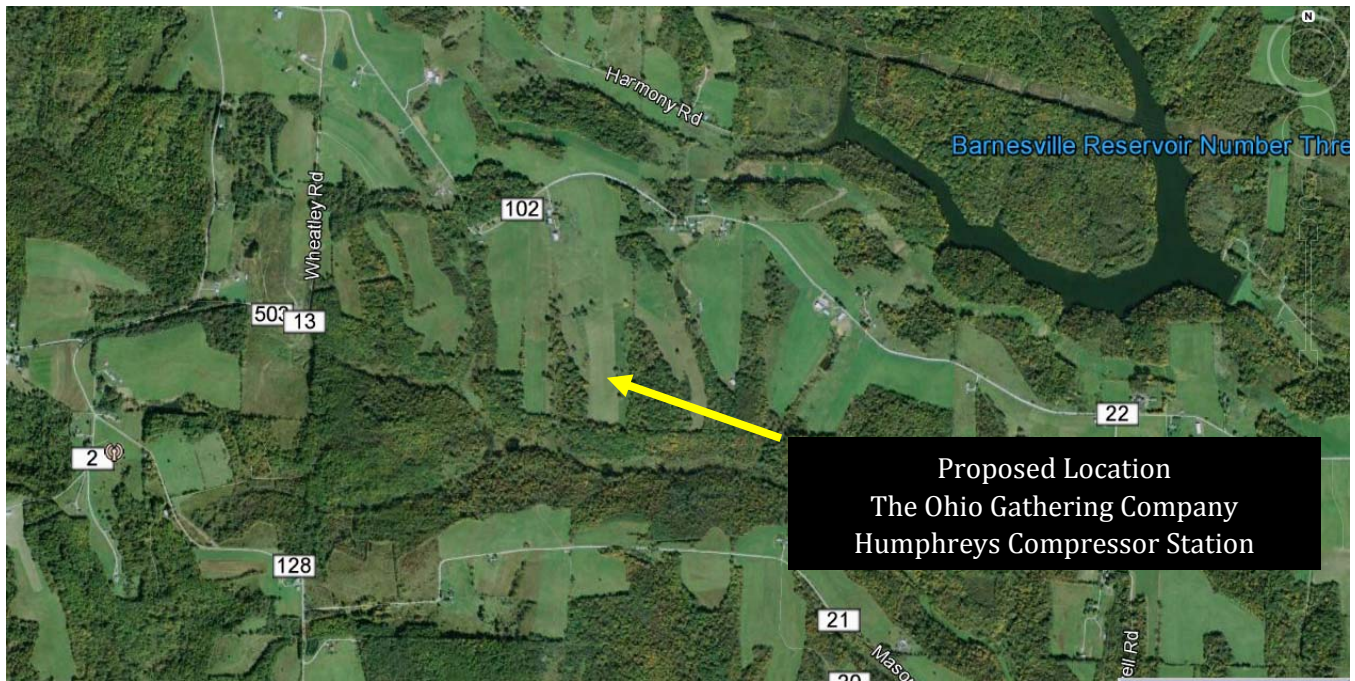 N
Harmony Rd
Barnesville Reservoir Number Thre
102
Wheatley Rd
503
13
22
2
Proposed Location
The Ohio Gathering Company
Humphreys Compressor Station
128
21
Mason
20
ell Rd